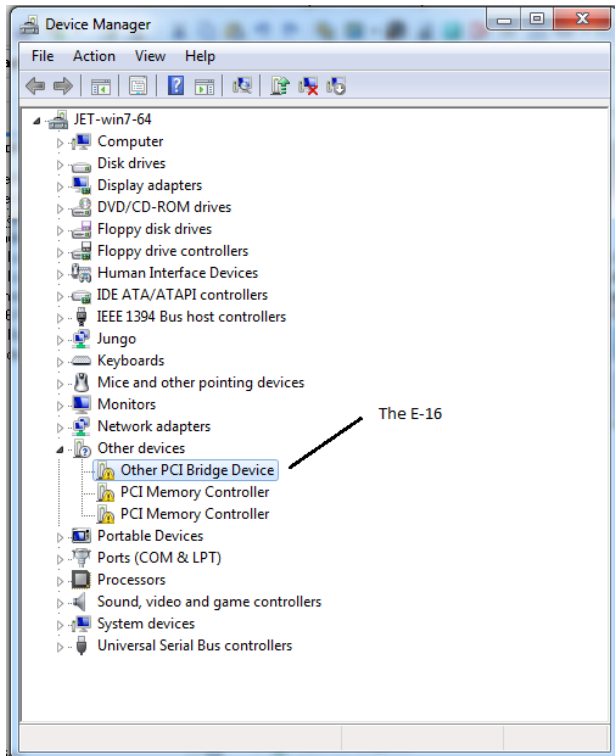 Device Manager
File Action View Help
JET-win7-64
Computer
Disk drives
Display adapters
DVD/CD-ROM drives
Floppy disk drives
Floppy drive controllers
Human Interface Devices
IDE ATA/ATAPI controllers
IEEE 1394 Bus host controllers
Jungo
Keyboards
Mice and other pointing devices
Monitors
The E-16
Network adapters
Other devices
Other PCI Bridge Device
PCI Memory Controller
PCI Memory Controller
Portable Devices
Ports (COM & LPT)
Processors
Sound, video and game controllers
System devices
Universal Serial Bus controllers